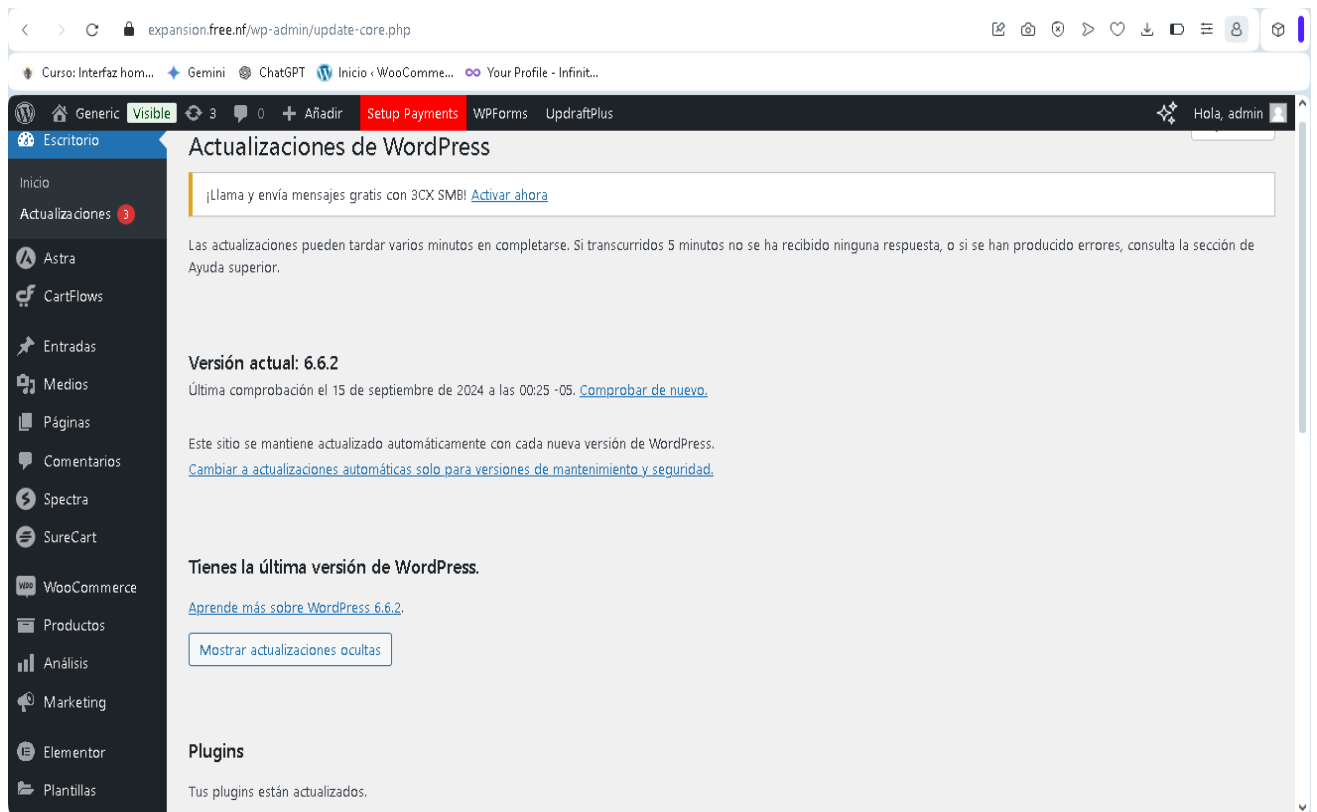 expansion.free.nf/wp-admin/update-core.php
Curso: Interfaz hom... Gemini ChatGPT Inicio ‹ WooComme... Your Profile - Infinit...
Generic Visible 3 0 Añadir Setup Payments WPForms UpdraftPlus Hola, admin
Escritorio
Inicio
Actualizaciones 3
Astra
CartFlows
Entradas
Medios
Páginas
Comentarios
Spectra
SureCart
WooCommerce
Productos
Análisis
Marketing
Elementor
Plantillas
Actualizaciones de WordPress
¡Llama y envía mensajes gratis con 3CX SMB! Activar ahora
Las actualizaciones pueden tardar varios minutos en completarse. Si transcurridos 5 minutos no se ha recibido ninguna respuesta, o si se han producido errores, consulta la sección de
Ayuda superior.
Versión actual: 6.6.2
Última comprobación el 15 de septiembre de 2024 a las 00:25 -05. Comprobar de nuevo.
Este sitio se mantiene actualizado automáticamente con cada nueva versión de WordPress.
Cambiar a actualizaciones automáticas solo para versiones de mantenimiento y seguridad.
Tienes la última versión de WordPress.
Aprende más sobre WordPress 6.6.2.
Mostrar actualizaciones ocultas
Plugins
Tus plugins están actualizados.